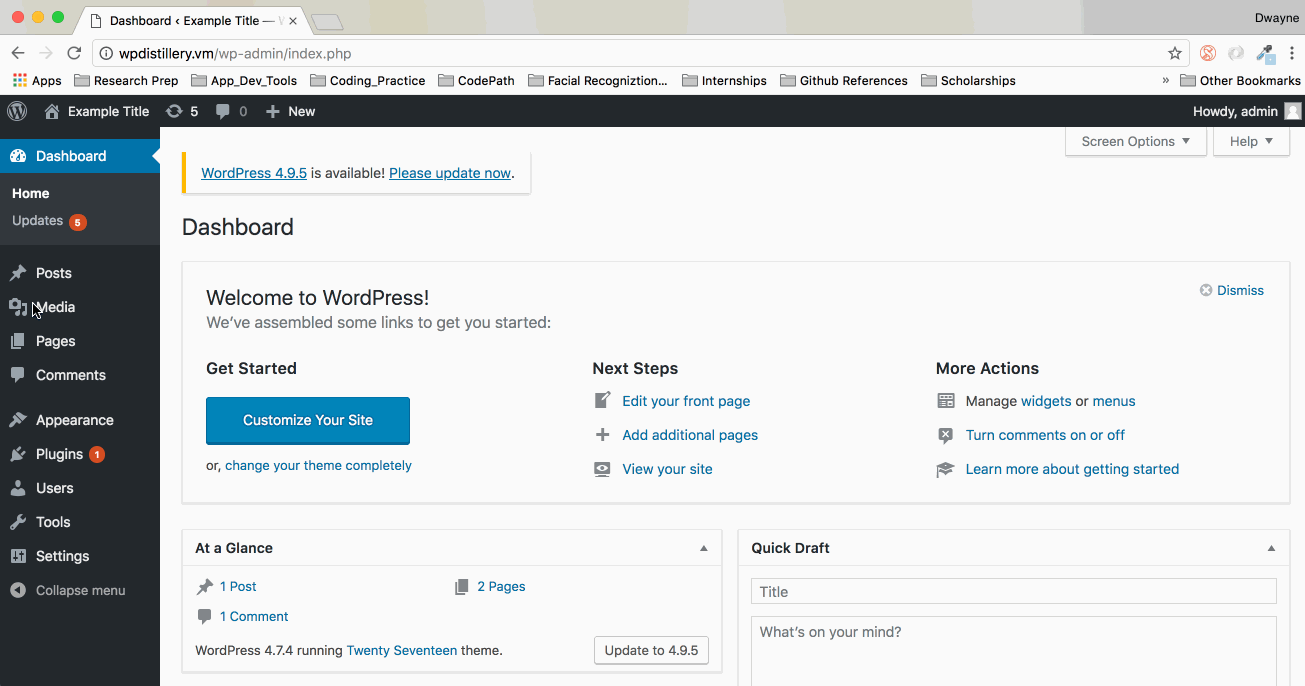 Dashboard ‹ Example Title — W
Dwayne
wpdistillery.vm/wp-admin/index.php
Apps Research Prep App_Dev_Tools Coding_Practice CodePath Facial Recogniztion... Internships Github References Scholarships » Other Bookmarks
Example Title 5 0 + New Howdy, admin
Dashboard
Home
Updates 5
Posts
Media
Pages
Comments
Appearance
Plugins 1
Users
Tools
Settings
Collapse menu
Screen Options ▼ Help ▼
WordPress 4.9.5 is available! Please update now.
Dashboard
Welcome to WordPress!
Dismiss
We've assembled some links to get you started:
Get Started
Customize Your Site
or, change your theme completely
Next Steps
Edit your front page
Add additional pages
View your site
More Actions
Manage widgets or menus
Turn comments on or off
Learn more about getting started
At a Glance
1 Post
2 Pages
1 Comment
WordPress 4.7.4 running Twenty Seventeen theme.
Update to 4.9.5
Quick Draft
Title
What's on your mind?